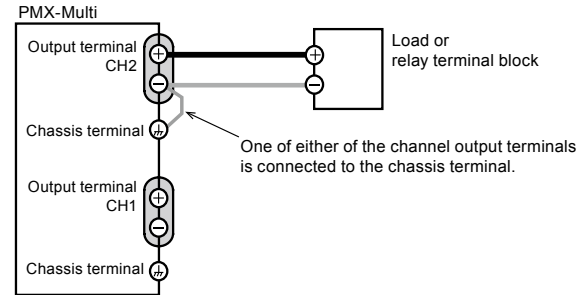 PMX-Multi
Output terminal
CH2
Load or
relay terminal block
Chassis terminal
One of either of the channel output terminals
is connected to the chassis terminal.
Output terminal
CH1
Chassis terminal